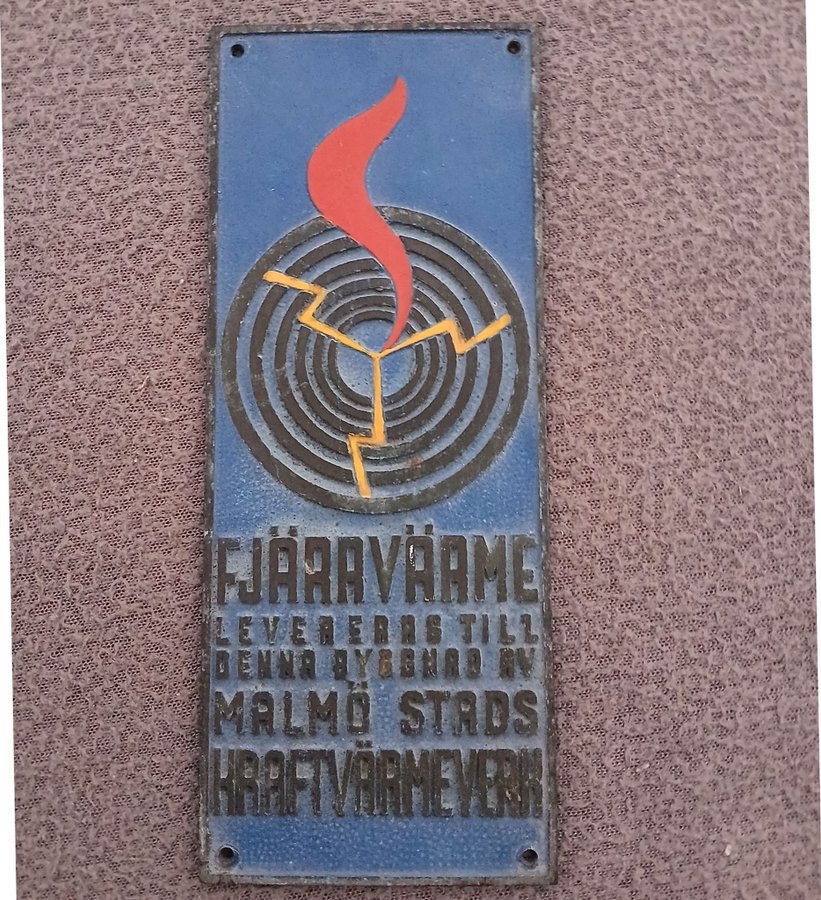 FJÄRRVÄRME
LEVERERAS TILL
DENNA BYGGNAD AV
MALMÖ STADS
KRAFTVÄRMEVERK